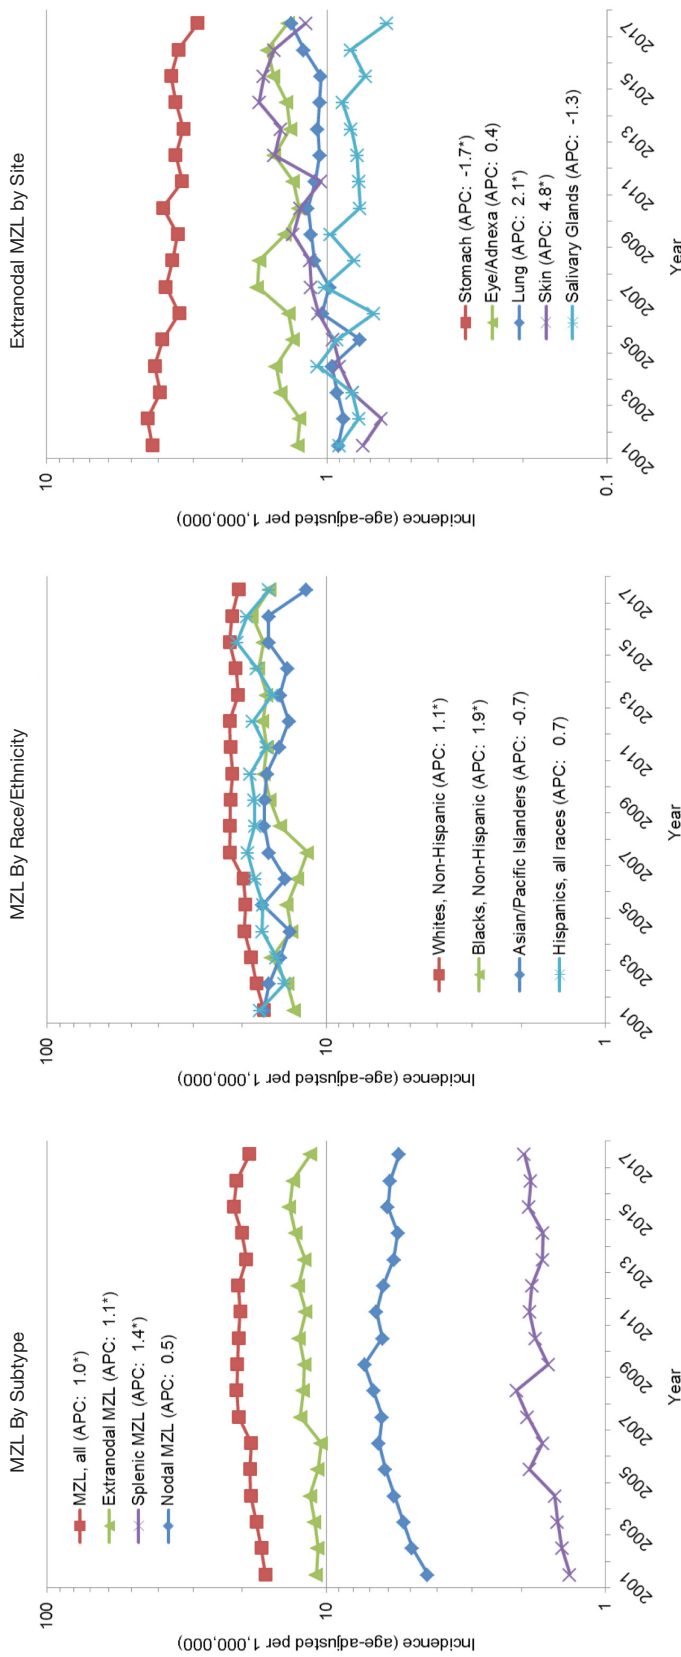 MZL By Subtype
Incidence (age-adjusted per 1,000,000)
100
10
1
MZL, all (APC: 1.0*)
Extranodal MZL (APC: 1.1*)
Splenic MZL (APC: 1.4*)
Nodal MZL (APC: 0.5)
2001
2003
2005
2007
2009
2011
2013
2015
2017
Year
MZL By Race/Ethnicity
Incidence (age-adjusted per 1,000,000)
100
10
1
Whites, Non-Hispanic (APC: 1.1*)
Blacks, Non-Hispanic (APC: 1.9*)
Asian/Pacific Islanders (APC: -0.7)
Hispanics, all races (APC: 0.7)
2001
2003
2005
2007
2009
2011
2013
2015
2017
Year
Extranodal MZL by Site
Incidence (age-adjusted per 1,000,000)
10
1
0.1
Stomach (APC: -1.7*)
Eye/Adnexa (APC: 0.4)
Lung (APC: 2.1*)
Skin (APC: 4.8*)
Salivary Glands (APC: -1.3)
2001
2003
2005
2007
2009
2011
2013
2015
2017
Year